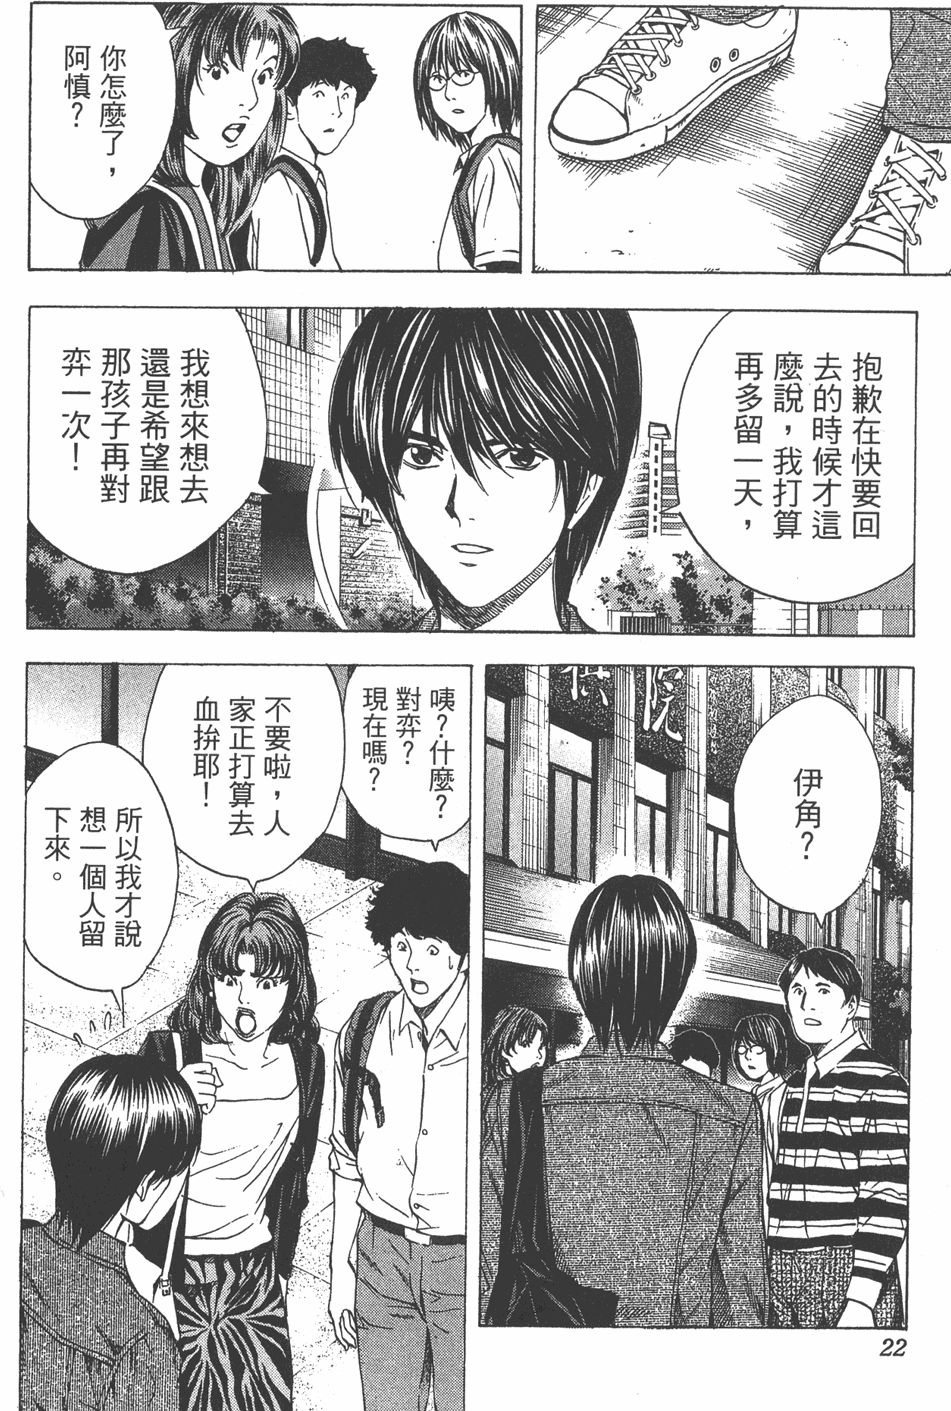 你怎麼了，
阿慎？
抱歉在快要回
去的時候才這
麼說，我打算
再多留一天，
我想來想去
還是希望跟
那孩子再對
弈一次！
棋院
伊角？
咦？什麼？
對弈？
現在嗎？
不要啦，人
家正打算去
血拚耶！
所以我才說
想一個人留
下來。
22